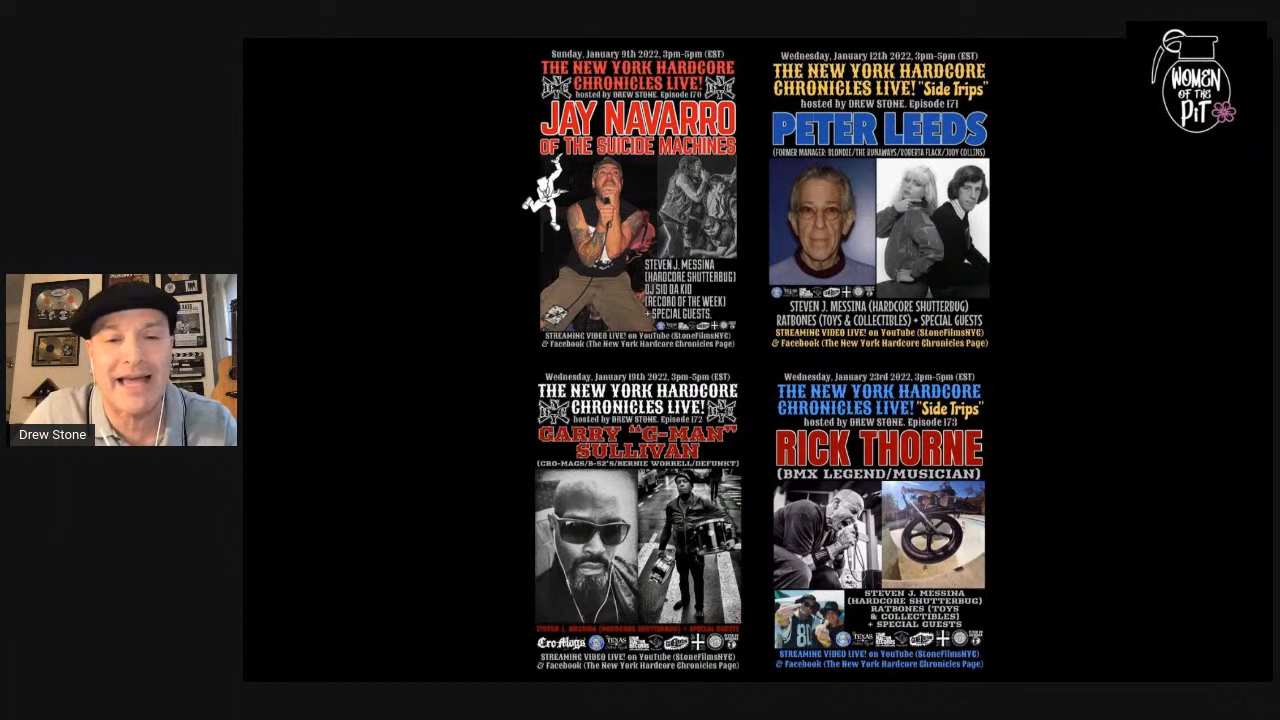 Sunday, January 9th 2022, 3pm-5pm (EST)
THE NEW YORK HARDCORE
CHRONICLES LIVE!
hosted by DREW STONE. Episode 170
JAY NAVARRO
OF THE SUICIDE MACHINES
STEVEN J. MESSINA
(HARDCORE SHUTTERBUG)
DJ SID DA KID
(RECORD OF THE WEEK)
+ SPECIAL GUESTS.
STREAMING VIDEO LIVE! on YouTube (StoneFilmsNYC)
& Facebook (The New York Hardcore Chronicles Page)
Wednesday, January 12th 2022, 3pm-5pm (EST)
THE NEW YORK HARDCORE
CHRONICLES LIVE! "Side Trips"
hosted by DREW STONE. Episode 171
PETER LEEDS
(FORMER MANAGER: BLONDIE/THE RUNAWAYS/ROBERTA FLACK/JUDY COLLINS)
STEVEN J. MESSINA (HARDCORE SHUTTERBUG)
RATBONES (TOYS & COLLECTIBLES) + SPECIAL GUESTS
STREAMING VIDEO LIVE! on YouTube (StoneFilmsNYC)
& Facebook (The New York Hardcore Chronicles Page)
WOMEN
OF THE
PiT
Drew Stone
Wednesday, January 19th 2022, 3pm-5pm (EST)
THE NEW YORK HARDCORE
CHRONICLES LIVE!
hosted by DREW STONE. Episode 172
GARRY "G-MAN"
SULLIVAN
(CRO-MAGS/B-52'S/BERNIE WORRELL/DEFUNKT)
STEVEN J. MESSINA (HARDCORE SHUTTERBUG) + SPECIAL GUESTS
Cro-Mags
TEXAS
STREAMING VIDEO LIVE! on YouTube (StoneFilmsNYC)
& Facebook (The New York Hardcore Chronicles Page)
Wednesday, January 23rd 2022, 3pm-5pm (EST)
THE NEW YORK HARDCORE
CHRONICLES LIVE! "Side Trips"
hosted by DREW STONE. Episode 173
RICK THORNE
(BMX LEGEND/MUSICIAN)
STEVEN J. MESSINA
(HARDCORE SHUTTERBUG)
RATBONES (TOYS
& COLLECTIBLES)
+ SPECIAL GUESTS
TEXAS
STREAMING VIDEO LIVE! on YouTube (StoneFilmsNYC)
& Facebook (The New York Hardcore Chronicles Page)